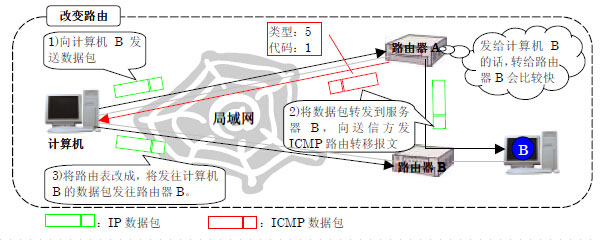 改变路由
1)向计算机 B 发
送数据包
类型：5
代码：1
路由器A
发给计算机 B
的话，转给路由
器 B 会比较快
局域网
2)将数据包转发到服务
器 B，向送信方发
ICMP 路由转移报文
计算机
B
3)将路由表改成，将发往计算机
B 的数据包发往路由器 B。
路由器 B
：IP 数据包
：ICMP 数据包